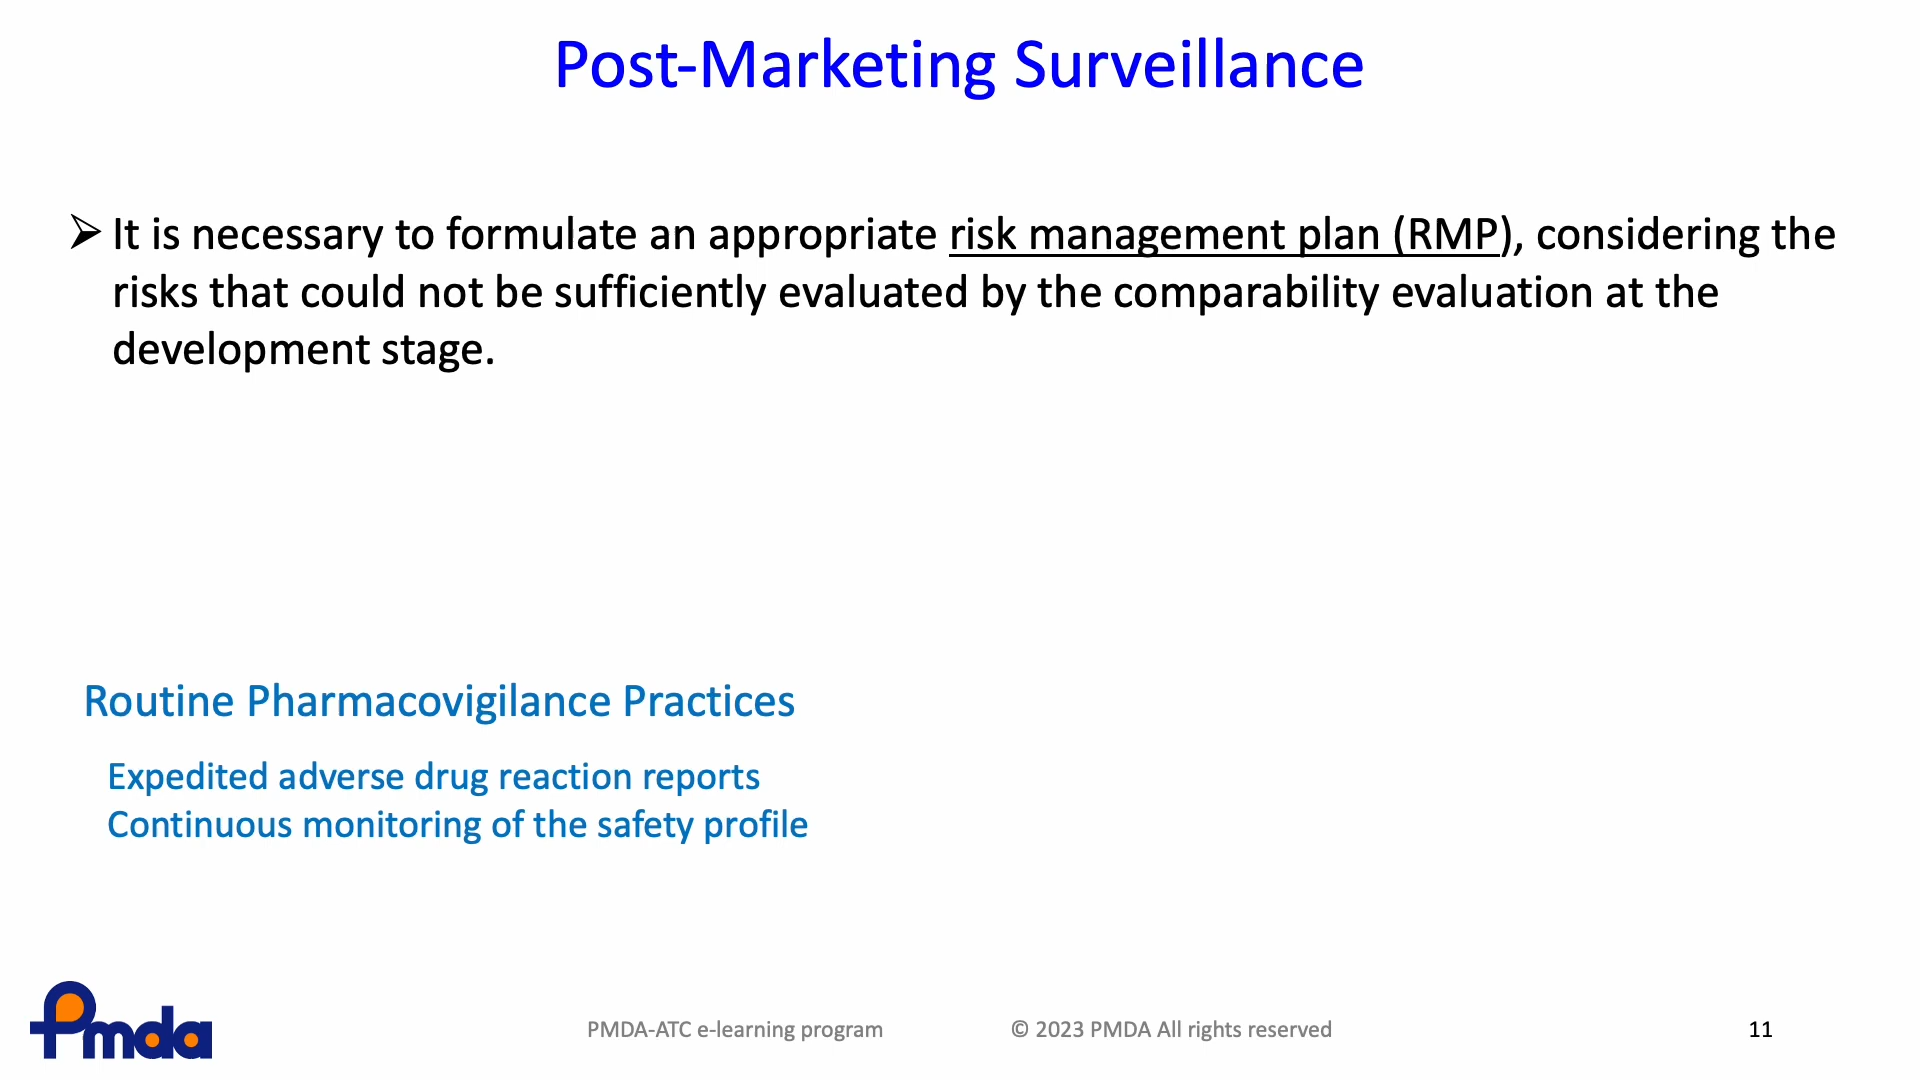 Post-Marketing Surveillance
➢ It is necessary to formulate an appropriate risk management plan (RMP), considering the
risks that could not be sufficiently evaluated by the comparability evaluation at the
development stage.
Routine Pharmacovigilance Practices
Expedited adverse drug reaction reports
Continuous monitoring of the safety profile
Pmda
PMDA-ATC e-learning program
© 2023 PMDA All rights reserved
11